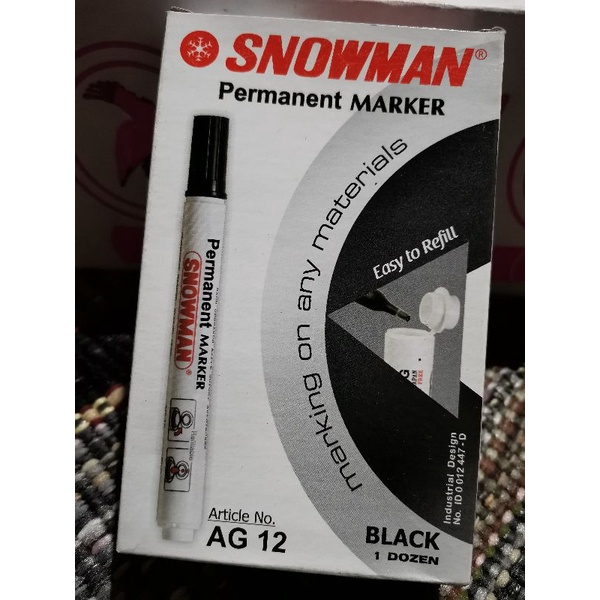 SNOWMAN®
Permanent MARKER
marking on any materials
Easy to Refill
Permanent MARKER
SNOWMAN
Article No.
AG 12
BLACK
1 DOZEN
Industrial Design
No. ID 0 012 447 - D